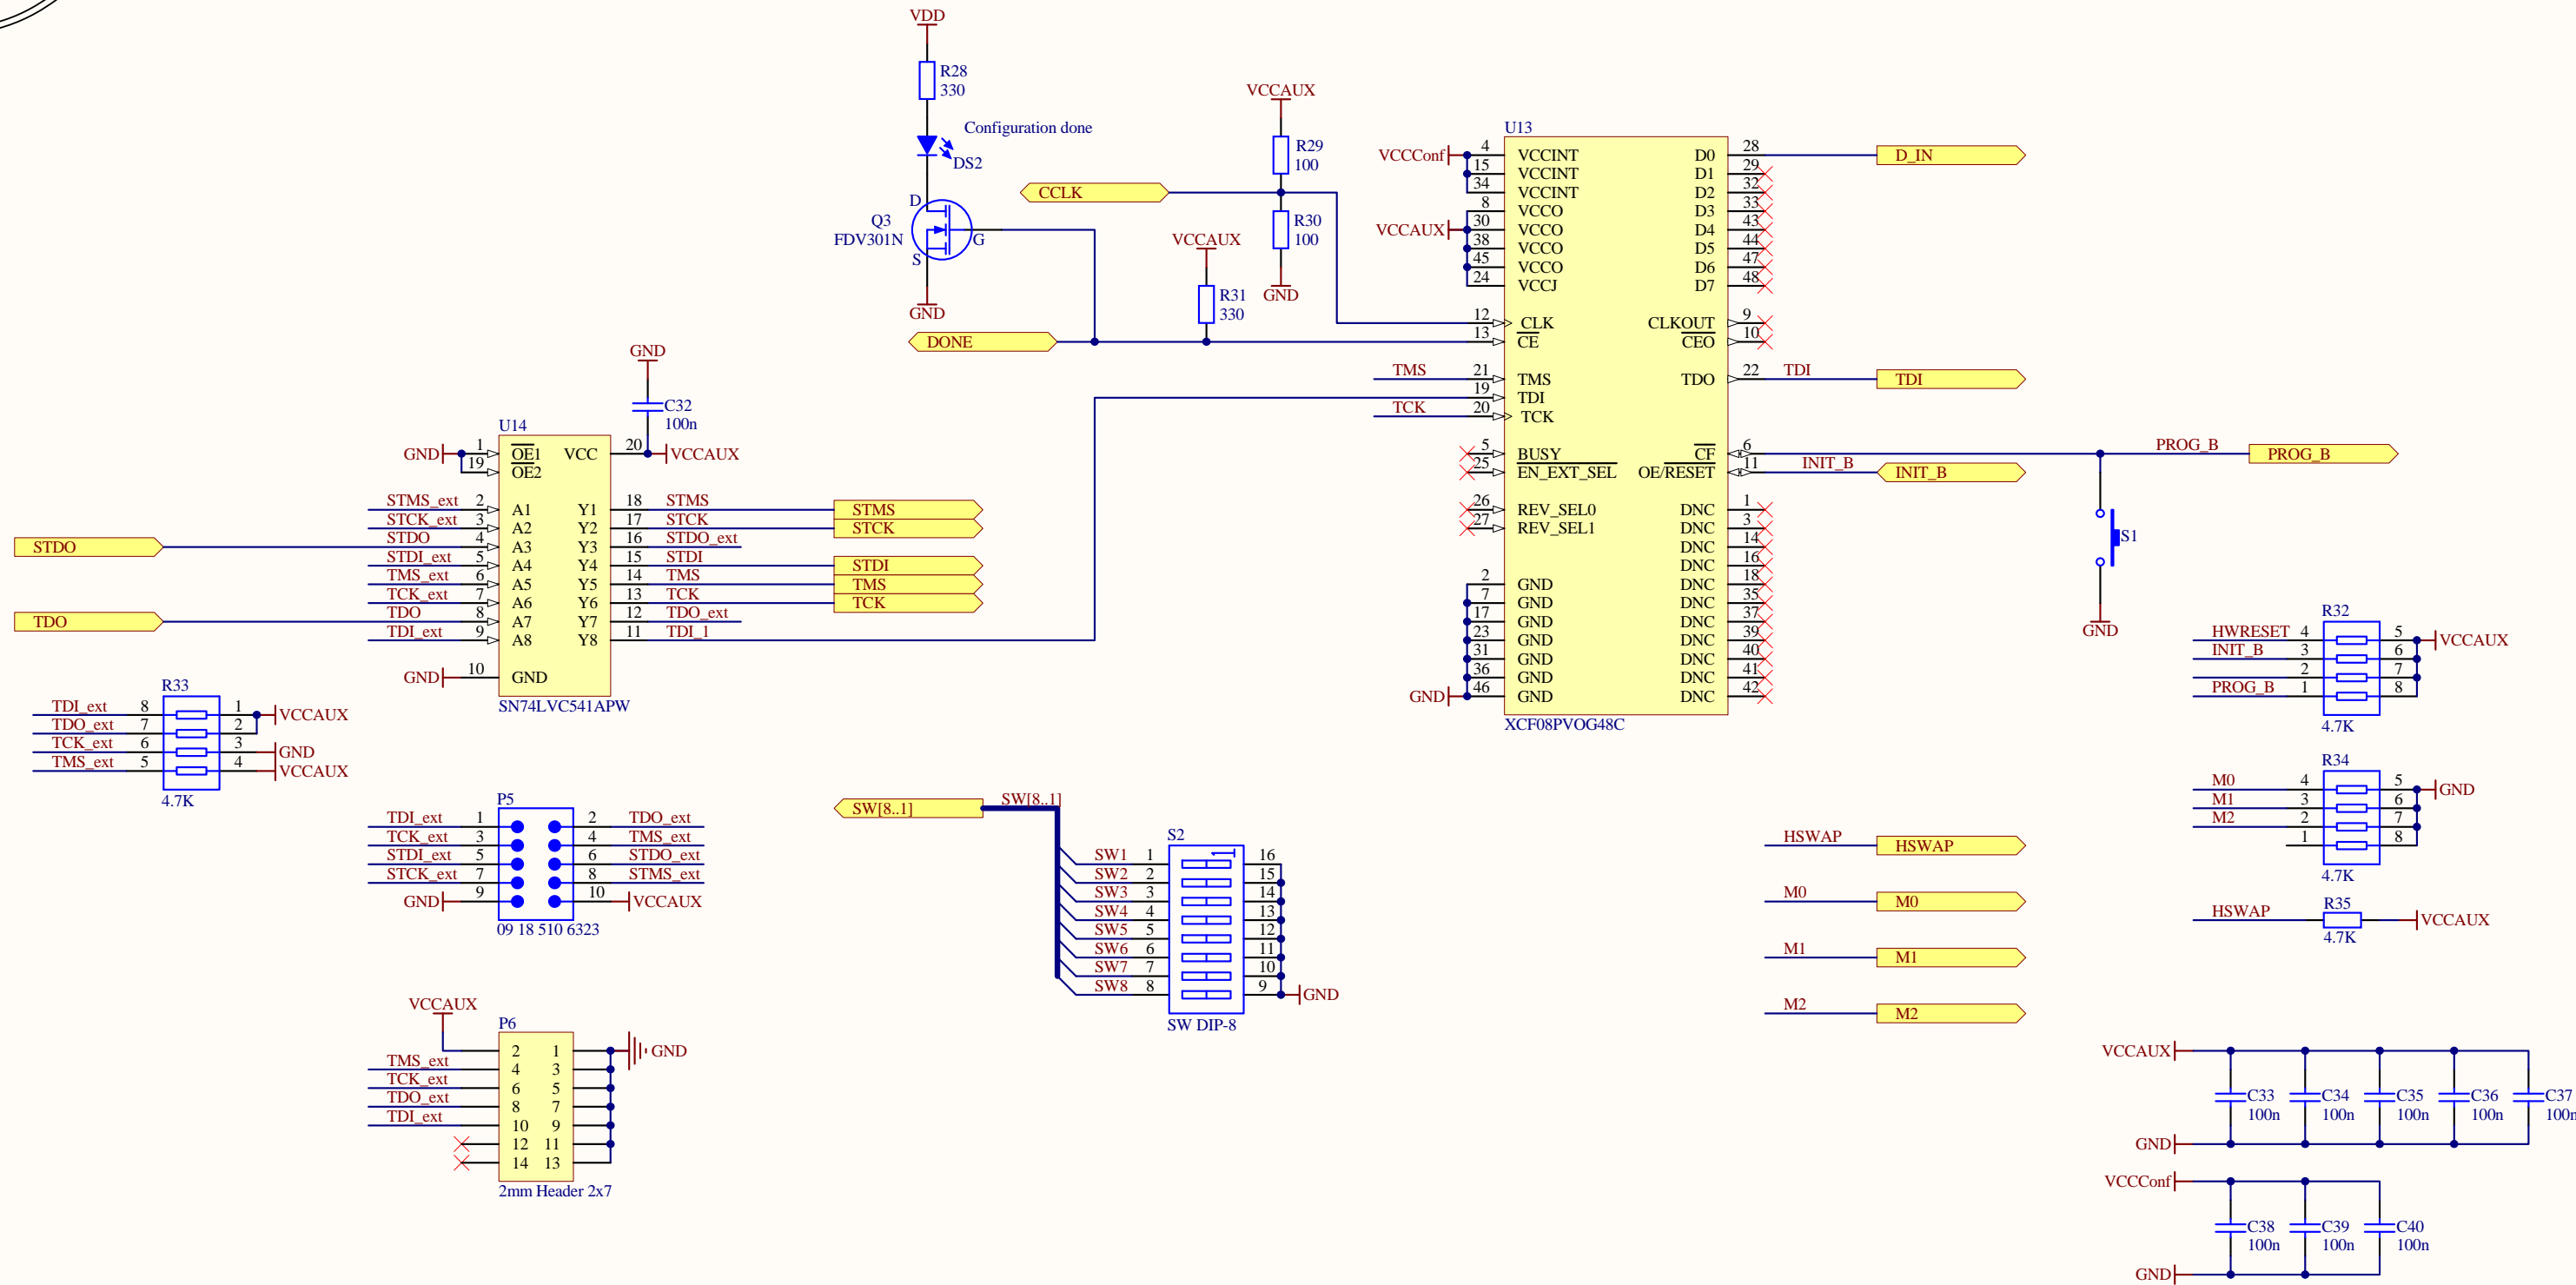 VDD
R28
330
Configuration done
DS2
D
Q3
FDV301N
G
S
GND
VCCAUX
R29
100
CCLK
R30
100
GND
VCCAUX
R31
330
DONE
U13
VCCConf
4 VCCINT
15 VCCINT
34 VCCINT
8 VCCO
VCCAUX
30 VCCO
38 VCCO
45 VCCO
24 VCCJ
12 CLK
13 CE
TMS 21 TMS
19 TDI
TCK 20 TCK
5 BUSY
25 EN_EXT_SEL
26 REV_SEL0
27 REV_SEL1
2 GND
7 GND
17 GND
23 GND
31 GND
36 GND
GND 46 GND
D0 28 D_IN
D1 29
D2 32
D3 33
D4 43
D5 44
D6 47
D7 48
CLKOUT 9
CEO 10
TDO 22 TDI TDI
CF 6 PROG_B PROG_B
OE/RESET 11 INIT_B INIT_B
DNC 1
DNC 3
DNC 14
DNC 16
DNC 18
DNC 35
DNC 37
DNC 39
DNC 40
DNC 41
DNC 42
XCF08PVOG48C
S1
GND
GND
C32
100n
U14
GND 1 OE1 VCC 20 VCCAUX
19 OE2
STMS_ext 2 A1 Y1 18 STMS STMS
STCK_ext 3 A2 Y2 17 STCK STCK
STDO STDO 4 A3 Y3 16 STDO_ext
STDI_ext 5 A4 Y4 15 STDI STDI
TMS_ext 6 A5 Y5 14 TMS TMS
TCK_ext 7 A6 Y6 13 TCK TCK
TDO TDO 8 A7 Y7 12 TDO_ext
TDI_ext 9 A8 Y8 11 TDI_1
GND 10 GND
SN74LVC541APW
R33
TDI_ext 8 1 VCCAUX
TDO_ext 7 2
TCK_ext 6 3 GND
TMS_ext 5 4 VCCAUX
4.7K
P5
TDI_ext 1 2 TDO_ext
TCK_ext 3 4 TMS_ext
STDI_ext 5 6 STDO_ext
STCK_ext 7 8 STMS_ext
GND 9 10 VCCAUX
09 18 510 6323
VCCAUX
P6
2 1 GND
TMS_ext 4 3
TCK_ext 6 5
TDO_ext 8 7
TDI_ext 10 9
12 11
14 13
2mm Header 2x7
SW[8..1] SW[8..1]
S2
1
SW1 1 16
SW2 2 15
SW3 3 14
SW4 4 13
SW5 5 12
SW6 6 11
SW7 7 10
SW8 8 9 GND
SW DIP-8
HSWAP HSWAP
M0 M0
M1 M1
M2 M2
R32
HWRESET 4 5 VCCAUX
INIT_B 3 6
2 7
PROG_B 1 8
4.7K
R34
M0 4 5 GND
M1 3 6
M2 2 7
1 8
4.7K
R35
HSWAP VCCAUX
4.7K
VCCAUX
C33 C34 C35 C36 C37
100n 100n 100n 100n 100n
GND
VCCConf
C38 C39 C40
100n 100n 100n
GND